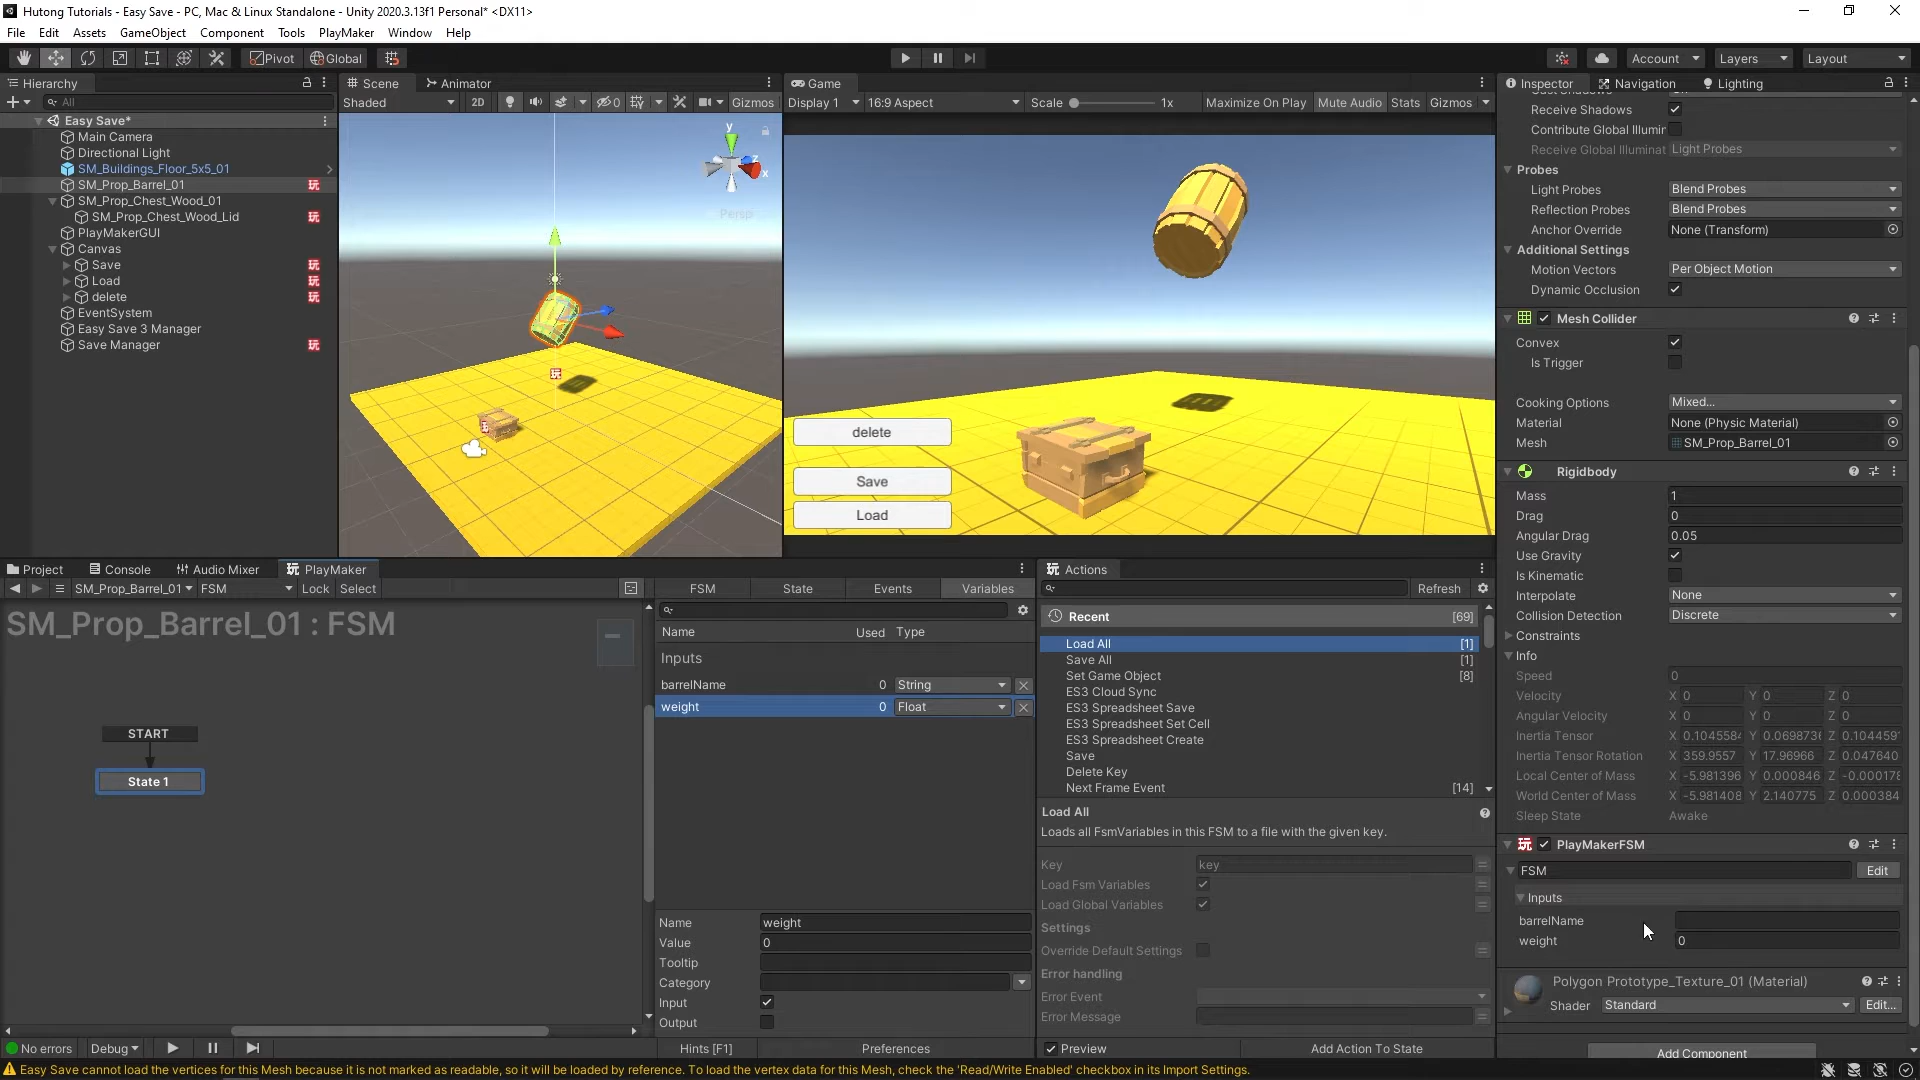 Hutong Tutorials - Easy Save - PC, Mac & Linux Standalone - Unity 2020.3.13f1 Personal* <DX11>
File Edit Assets GameObject Component Tools PlayMaker Window Help
Pivot Global Account Layers Layout
Hierarchy
All
Easy Save*
Main Camera
Directional Light
SM_Buildings_Floor_5x5_01
SM_Prop_Barrel_01
SM_Prop_Chest_Wood_01
SM_Prop_Chest_Wood_Lid
PlayMakerGUI
Canvas
Save
Load
delete
EventSystem
Easy Save 3 Manager
Save Manager
Scene Animator
Shaded 2D 0 Gizmos
y
z
x
Persp
Game
Display 1 16:9 Aspect Scale 1x Maximize On Play Mute Audio Stats Gizmos
delete
Save
Load
Inspector Navigation Lighting
Receive Shadows
Contribute Global Illumir
Receive Global Illuminat Light Probes
Probes
Light Probes Blend Probes
Reflection Probes Blend Probes
Anchor Override None (Transform)
Additional Settings
Motion Vectors Per Object Motion
Dynamic Occlusion
Mesh Collider
Convex
Is Trigger
Cooking Options Mixed...
Material None (Physic Material)
Mesh SM_Prop_Barrel_01
Rigidbody
Mass 1
Drag 0
Angular Drag 0.05
Use Gravity
Is Kinematic
Interpolate None
Collision Detection Discrete
Constraints
Info
Speed 0
Velocity X 0 Y 0 Z 0
Angular Velocity X 0 Y 0 Z 0
Inertia Tensor X 0.1045584 Y 0.0698736 Z 0.104459
Inertia Tensor Rotation X 359.9557 Y 17.96966 Z 0.047640
Local Center of Mass X -5.981396 Y 0.000846 Z -0.000178
World Center of Mass X -5.981408 Y 2.140775 Z 0.000384
Sleep State Awake
PlayMakerFSM
FSM Edit
Inputs
barrelName
weight 0
Polygon Prototype_Texture_01 (Material)
Shader Standard Edit...
Add Component
Project Console Audio Mixer PlayMaker
SM_Prop_Barrel_01 FSM Lock Select
SM_Prop_Barrel_01 : FSM
START
State 1
No errors Debug
FSM State Events Variables
Name Used Type
Inputs
barrelName 0 String
weight 0 Float
Name weight
Value 0
Tooltip
Category
Input
Output
Hints [F1] Preferences
Actions
Refresh
Recent [69]
Load All [1]
Save All [1]
Set Game Object [8]
ES3 Cloud Sync
ES3 Spreadsheet Save
ES3 Spreadsheet Set Cell
ES3 Spreadsheet Create
Save
Delete Key
Next Frame Event [14]
Load All
Loads all FsmVariables in this FSM to a file with the given key.
Key key
Load Fsm Variables
Load Global Variables
Settings
Override Default Settings
Error handling
Error Event
Error Message
Preview Add Action To State
Easy Save cannot load the vertices for this Mesh because it is not marked as readable, so it will be loaded by reference. To load the vertex data for this Mesh, check the 'Read/Write Enabled' checkbox in its Import Settings.